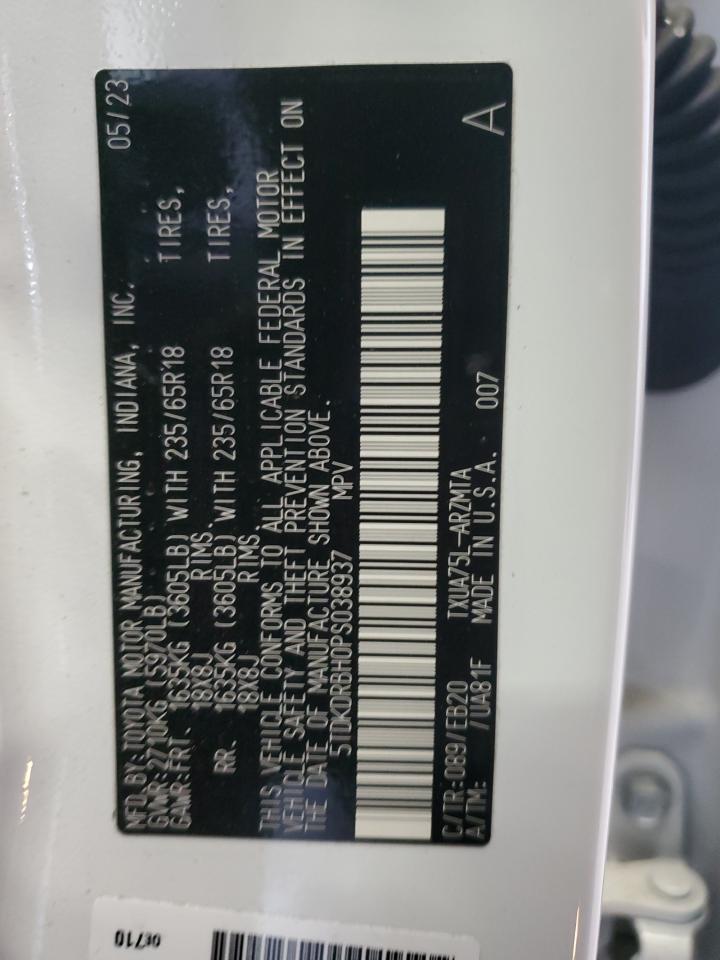 MFD. BY: TOYOTA MOTOR MANUFACTURING, INDIANA, INC. 05/23
GVWR: 2710KG (5970LB)
GAWR: FRT. 1635KG (3605LB) WITH 235/65R18 TIRES,
18X8J RIMS.
RR. 1635KG (3605LB) WITH 235/65R18 TIRES,
18X8J RIMS.
THIS VEHICLE CONFORMS TO ALL APPLICABLE FEDERAL MOTOR
VEHICLE SAFETY AND THEFT PREVENTION STANDARDS IN EFFECT ON
THE DATE OF MANUFACTURE SHOWN ABOVE.
5TDKDRBH0PS038937 MPV
C/TR: 089/EB20 TXUA75L-ARZMTA A
A/TM: /UA81F MADE IN U.S.A. 007